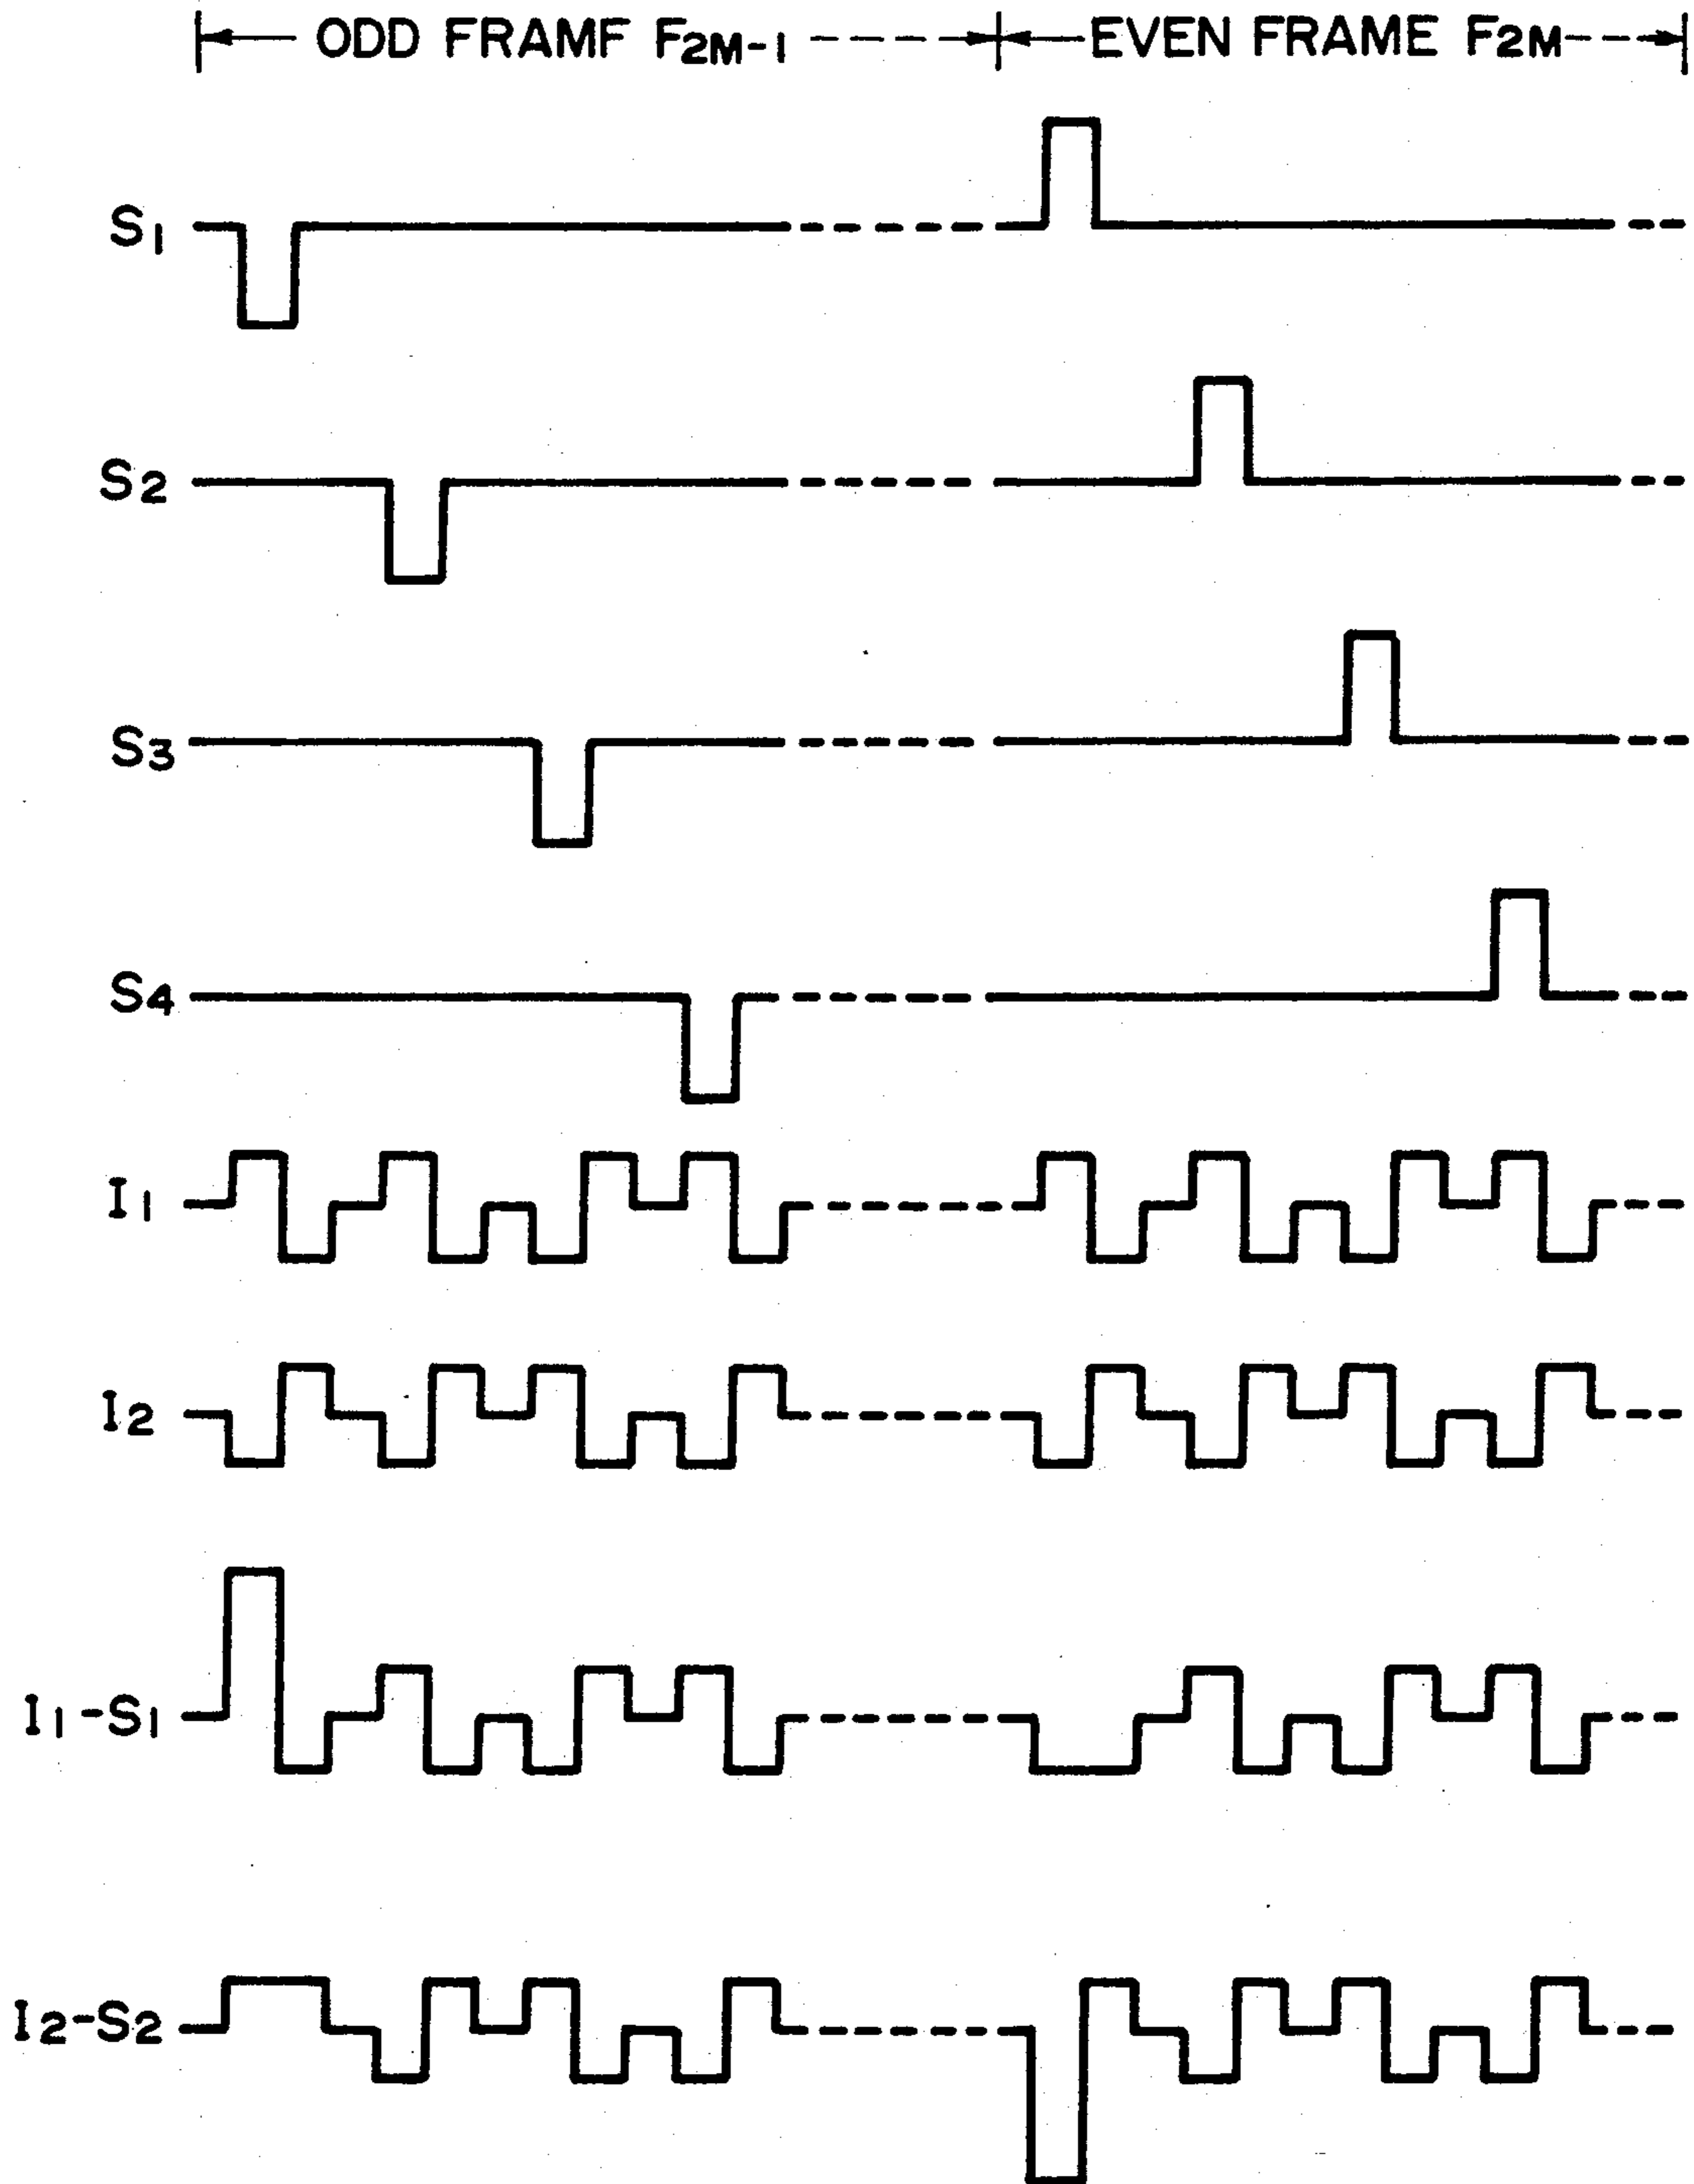 ODD FRAMF F2M-1 EVEN FRAME F2M
S1
S2
S3
S4
I1
I2
I1-S1
I2-S2